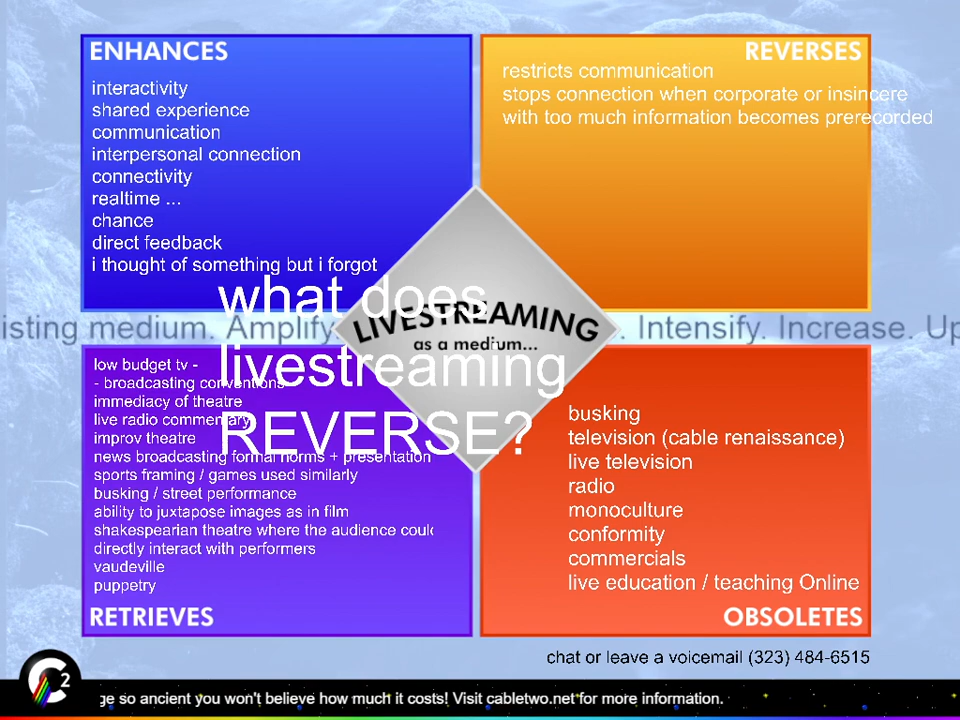 ENHANCES
interactivity
shared experience
communication
interpersonal connection
connectivity
realtime ...
chance
direct feedback
i thought of something but i forgot
REVERSES
restricts communication
stops connection when corporate or insincere
with too much information becomes prerecorded
what does
livestreaming
REVERSE?
LIVESTREAMING
as a medium...
isting medium. Amplify. Intensify. Increase. Up
low budget tv -
- broadcasting conventions
immediacy of theatre
live radio commentary
improv theatre
news broadcasting formal norms + presentation
sports framing / games used similarly
busking / street performance
ability to juxtapose images as in film
shakespearian theatre where the audience could
directly interact with performers
vaudeville
puppetry
RETRIEVES
busking
television (cable renaissance)
live television
radio
monoculture
conformity
commercials
live education / teaching Online
OBSOLETES
chat or leave a voicemail (323) 484-6515
C2
ge so ancient you won't believe how much it costs! Visit cabletwo.net for more information.